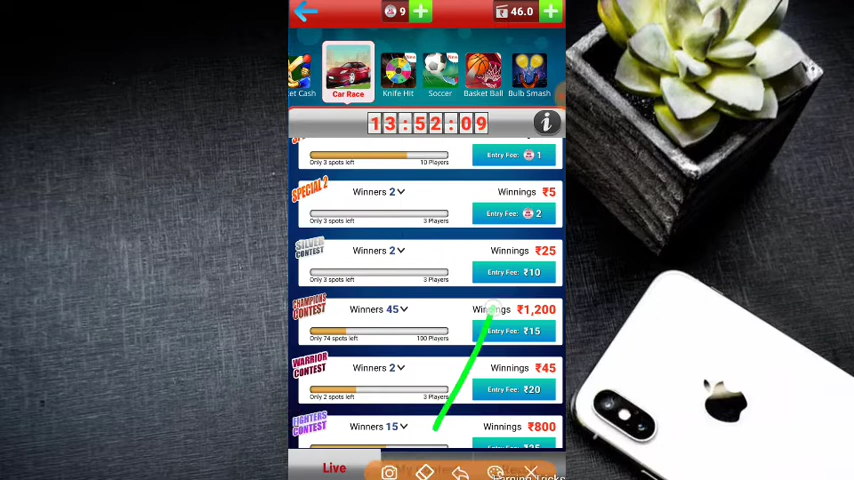 9
46.0
et Cash
Car Race
Knife Hit
Soccer
Basket Ball
Bulb Smash
13:52:09
Only 3 spots left
10 Players
Entry Fee: 1
SPECIAL 2
Winners 2
Winnings ₹5
Only 3 spots left
3 Players
Entry Fee: 2
SILVER CONTEST
Winners 2
Winnings ₹25
Only 3 spots left
3 Players
Entry Fee: ₹10
CHAMPIONS CONTEST
Winners 45
Winnings ₹1,200
Only 74 spots left
100 Players
Entry Fee: ₹15
WARRIOR CONTEST
Winners 2
Winnings ₹45
Only 2 spots left
3 Players
Entry Fee: ₹20
FIGHTERS CONTEST
Winners 15
Winnings ₹800
Live